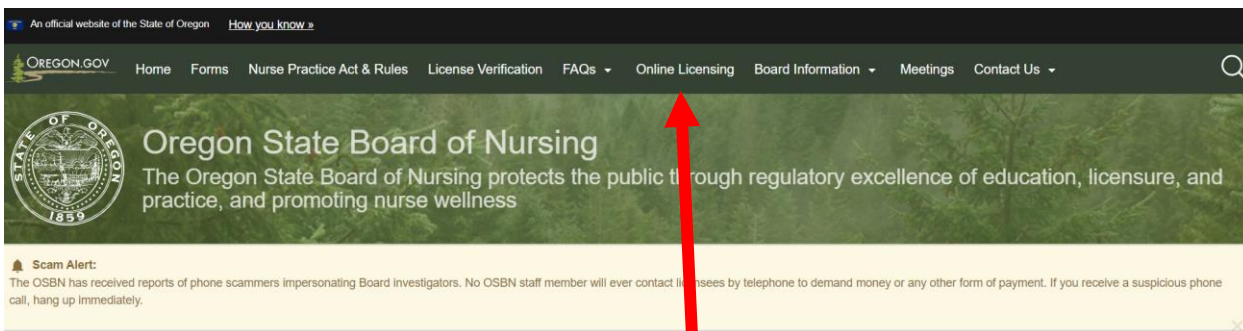 An official website of the State of Oregon How you know »
OREGON.GOV Home Forms Nurse Practice Act & Rules License Verification FAQs Online Licensing Board Information Meetings Contact Us
STATE OF OREGON
1859
Oregon State Board of Nursing
The Oregon State Board of Nursing protects the public through regulatory excellence of education, licensure, and
practice, and promoting nurse wellness
Scam Alert:
The OSBN has received reports of phone scammers impersonating Board investigators. No OSBN staff member will ever contact licensees by telephone to demand money or any other form of payment. If you receive a suspicious phone
call, hang up immediately.